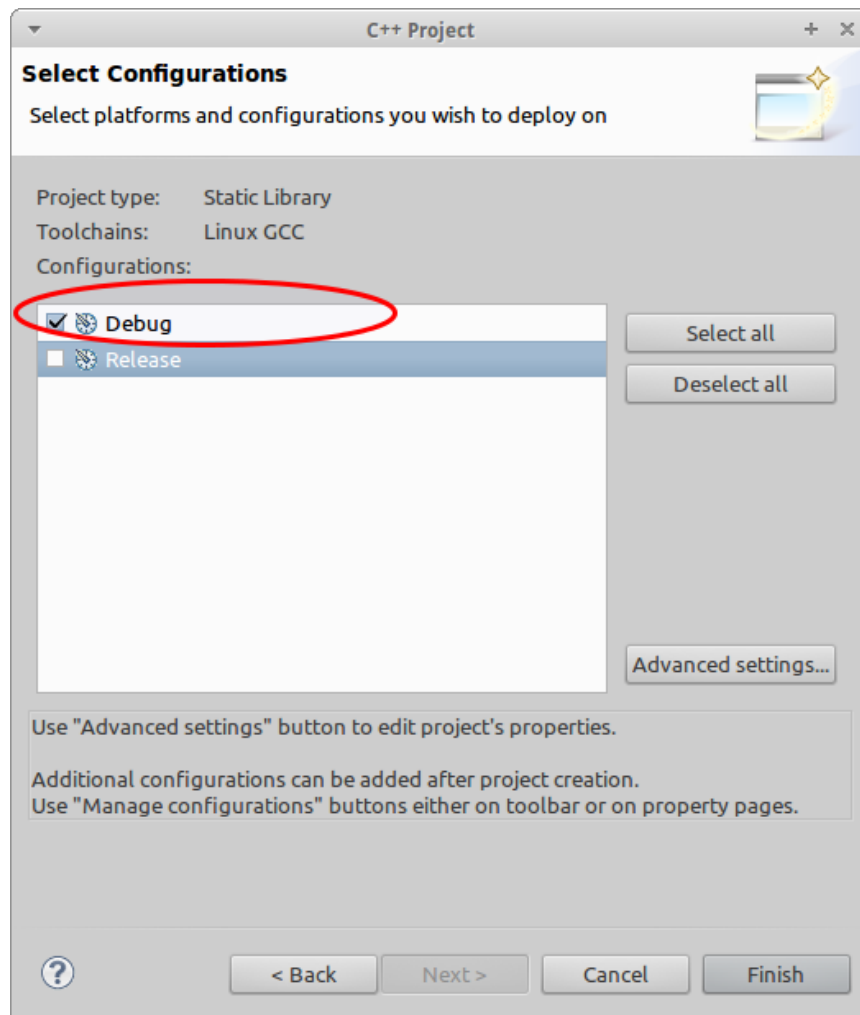 C++ Project
Select Configurations
Select platforms and configurations you wish to deploy on
Project type: Static Library
Toolchains: Linux GCC
Configurations:
Debug
Release
Select all
Deselect all
Advanced settings...
Use "Advanced settings" button to edit project's properties.
Additional configurations can be added after project creation.
Use "Manage configurations" buttons either on toolbar or on property pages.
? < Back Next > Cancel Finish